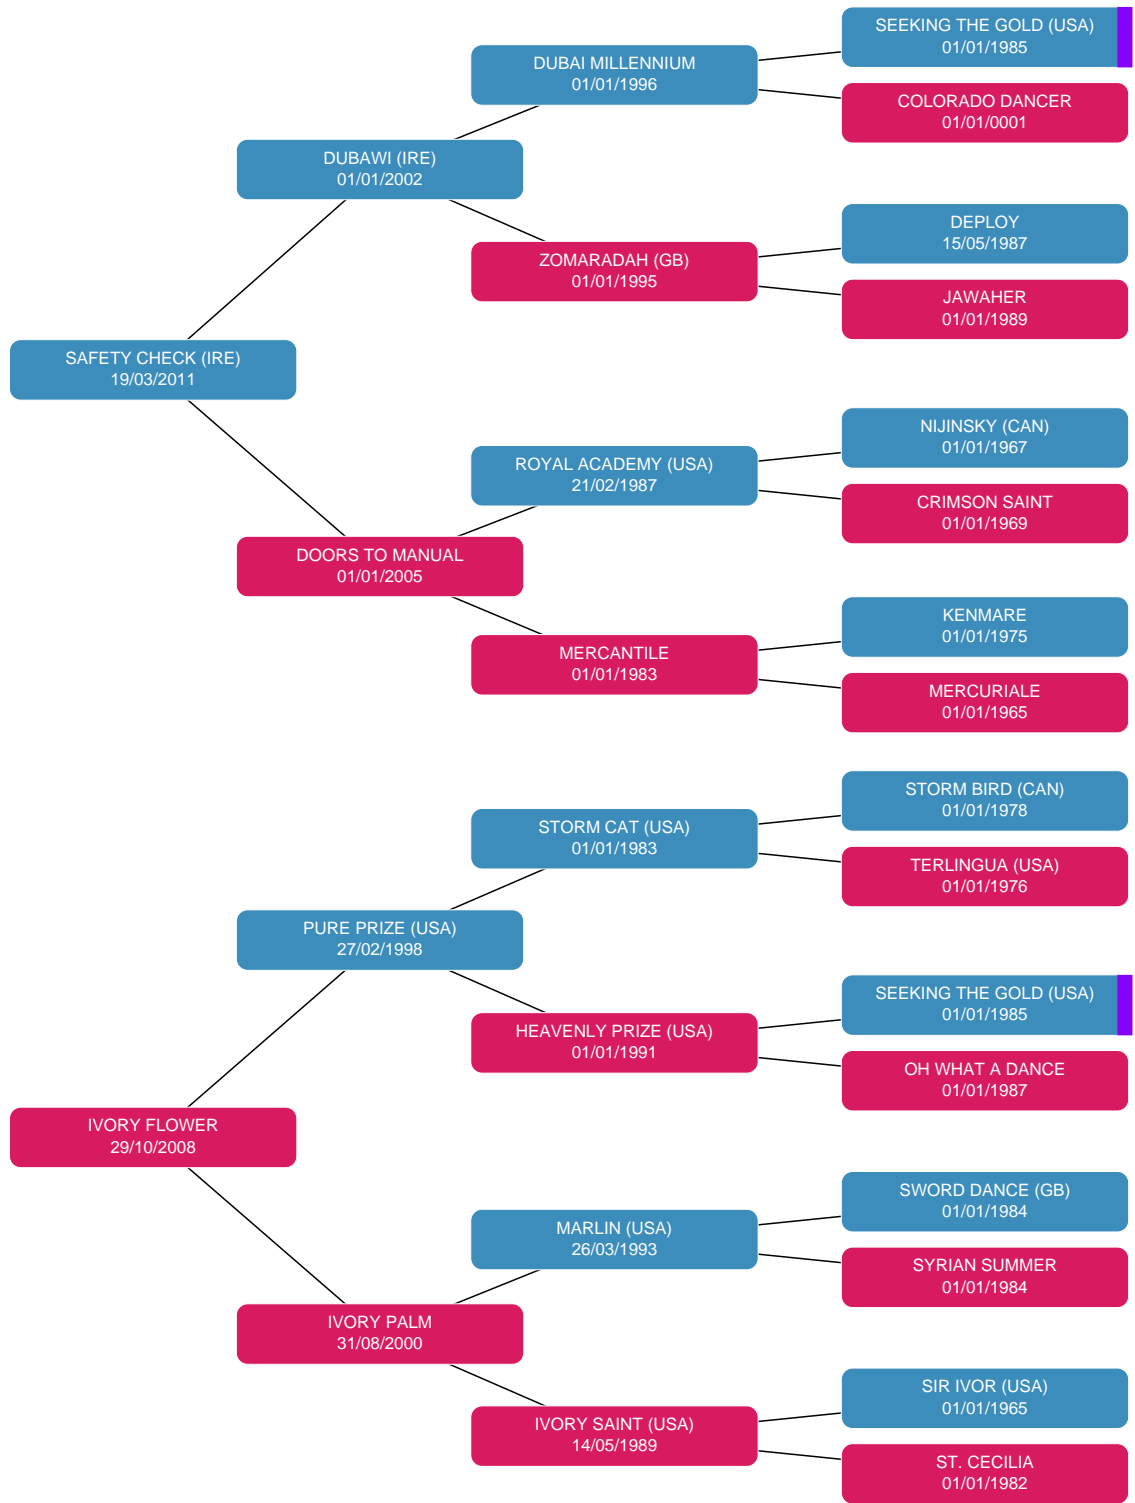 SEEKING THE GOLD (USA)
01/01/1985
DUBAI MILLENNIUM
01/01/1996
COLORADO DANCER
01/01/0001
DUBAWI (IRE)
01/01/2002
DEPLOY
15/05/1987
ZOMARADAH (GB)
01/01/1995
JAWAHER
01/01/1989
SAFETY CHECK (IRE)
19/03/2011
NIJINSKY (CAN)
01/01/1967
ROYAL ACADEMY (USA)
21/02/1987
CRIMSON SAINT
01/01/1969
DOORS TO MANUAL
01/01/2005
KENMARE
01/01/1975
MERCANTILE
01/01/1983
MERCURIALE
01/01/1965
STORM BIRD (CAN)
01/01/1978
STORM CAT (USA)
01/01/1983
TERLINGUA (USA)
01/01/1976
PURE PRIZE (USA)
27/02/1998
SEEKING THE GOLD (USA)
01/01/1985
HEAVENLY PRIZE (USA)
01/01/1991
OH WHAT A DANCE
01/01/1987
IVORY FLOWER
29/10/2008
SWORD DANCE (GB)
01/01/1984
MARLIN (USA)
26/03/1993
SYRIAN SUMMER
01/01/1984
IVORY PALM
31/08/2000
SIR IVOR (USA)
01/01/1965
IVORY SAINT (USA)
14/05/1989
ST. CECILIA
01/01/1982